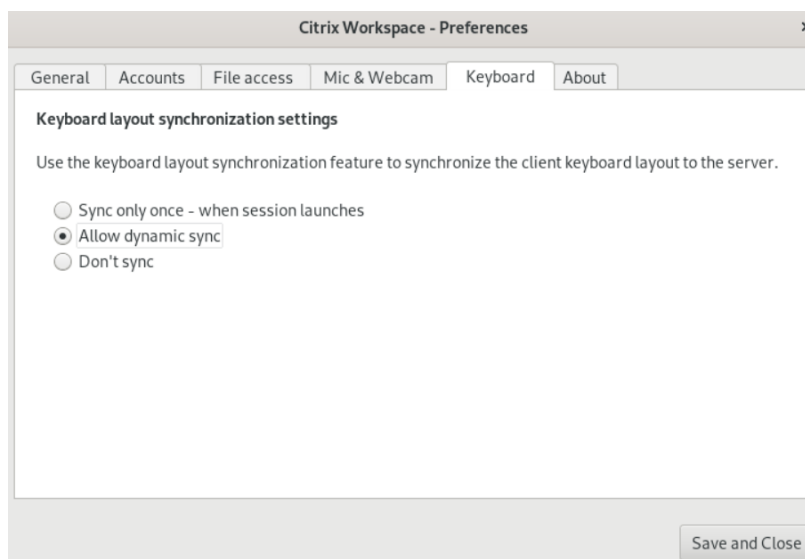 Citrix Workspace - Preferences
General Accounts File access Mic & Webcam Keyboard About
Keyboard layout synchronization settings
Use the keyboard layout synchronization feature to synchronize the client keyboard layout to the server.
Sync only once - when session launches
Allow dynamic sync
Don't sync
Save and Close